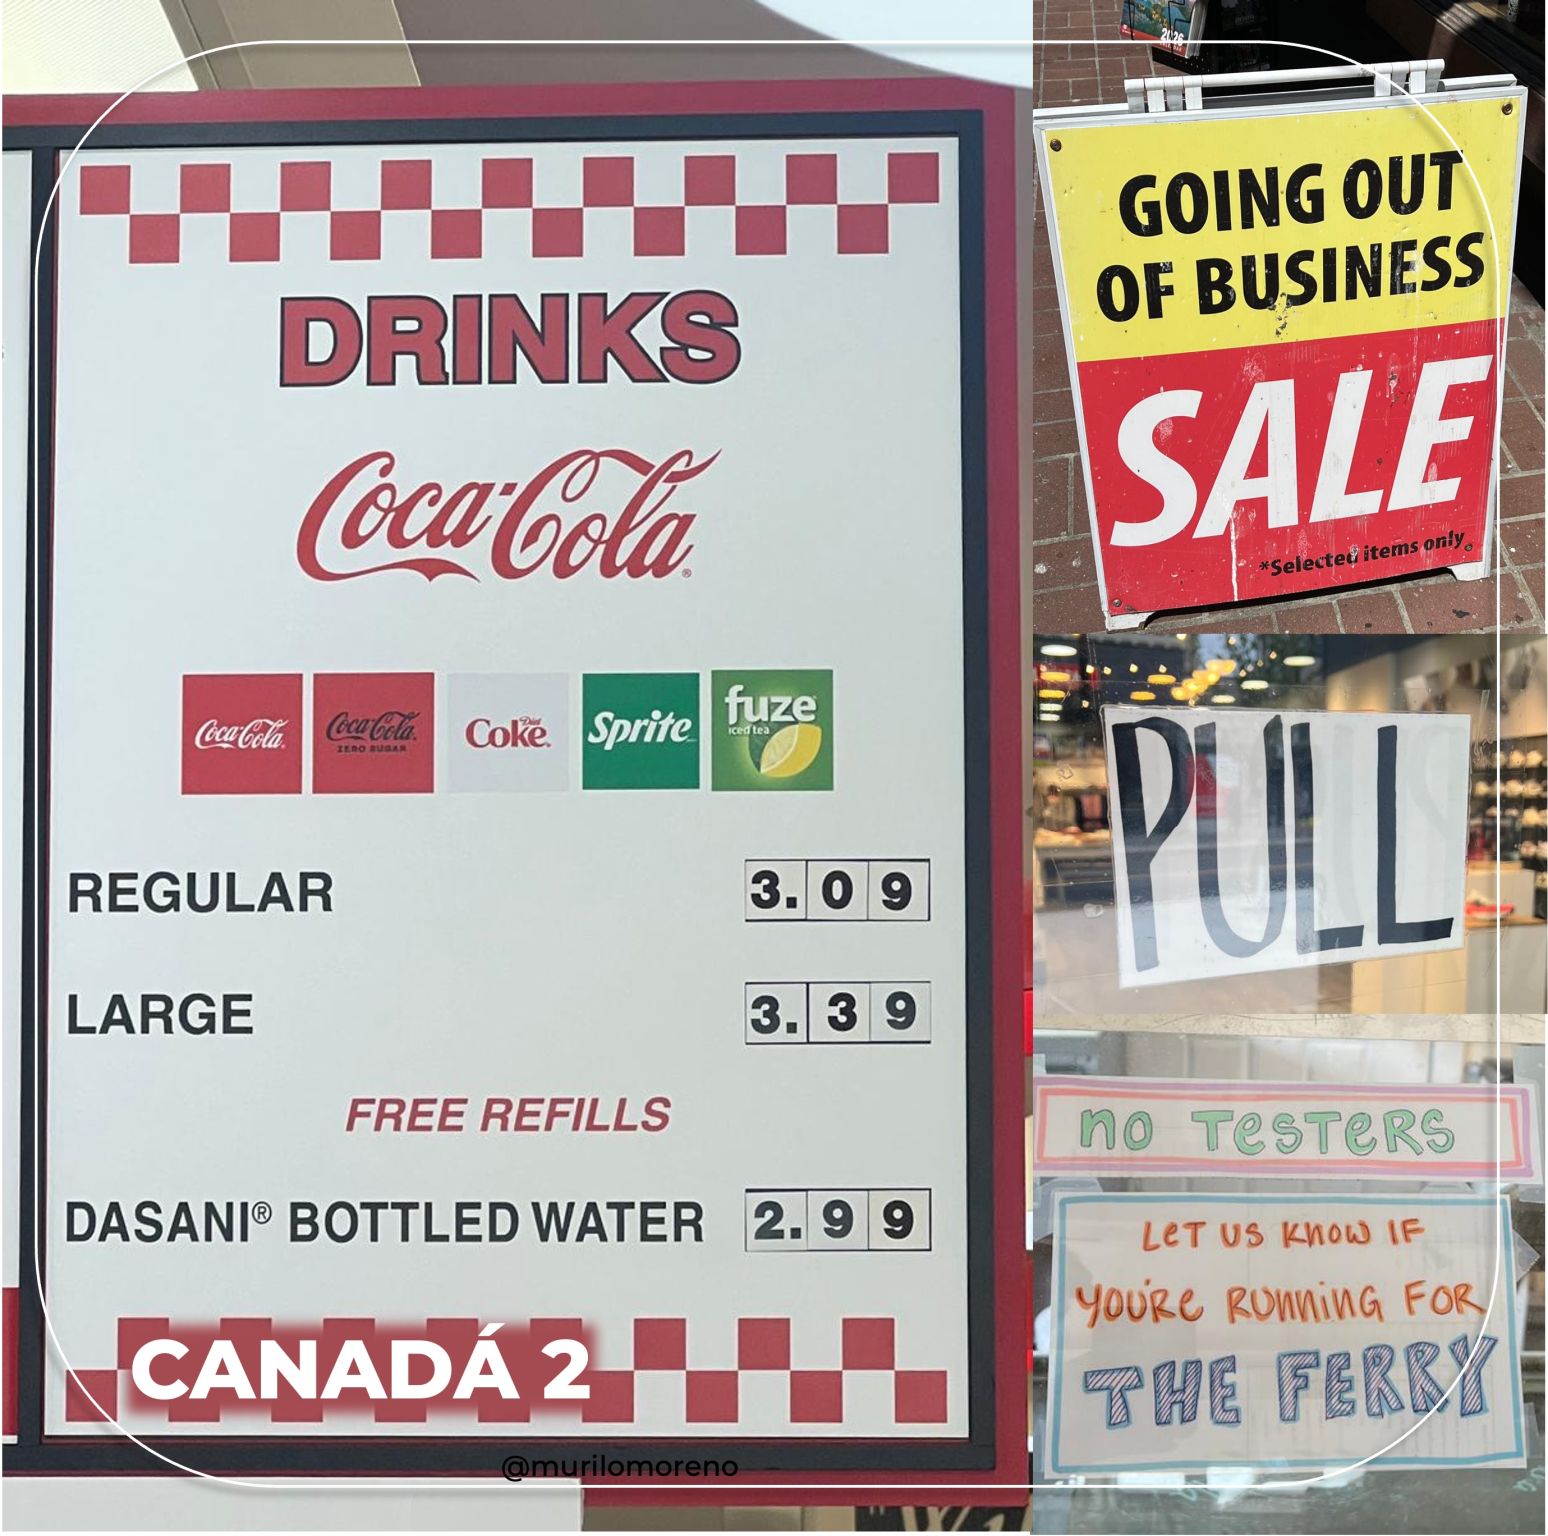 DRINKS
Coca-Cola®
Coca-Cola
Coca-Cola
ZERO SUGAR
Diet
Coke
Sprite
fuze
iced tea
REGULAR 3.09
LARGE 3.39
FREE REFILLS
DASANI® BOTTLED WATER 2.99
CANADÁ 2
@murilomoreno
2026
GOING OUT
OF BUSINESS
SALE
*Selected items only
PULL
NO TESTERS
LET US KNOW IF
YOU'RE RUNNING FOR
THE FERRY